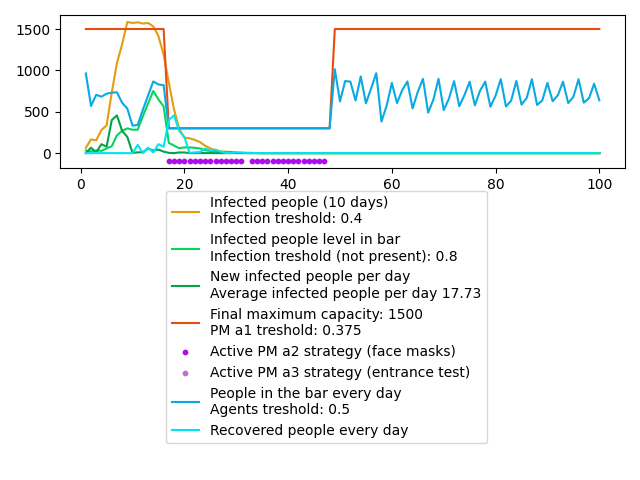 1500
1000
500
0
0
20
40
60
80
100
Infected people (10 days)
Infection treshold: 0.4
Infected people level in bar
Infection treshold (not present): 0.8
New infected people per day
Average infected people per day 17.73
Final maximum capacity: 1500
PM a1 treshold: 0.375
Active PM a2 strategy (face masks)
Active PM a3 strategy (entrance test)
People in the bar every day
Agents treshold: 0.5
Recovered people every day